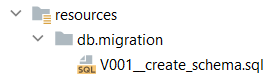 resources
db.migration
SQL V001__create_schema.sql